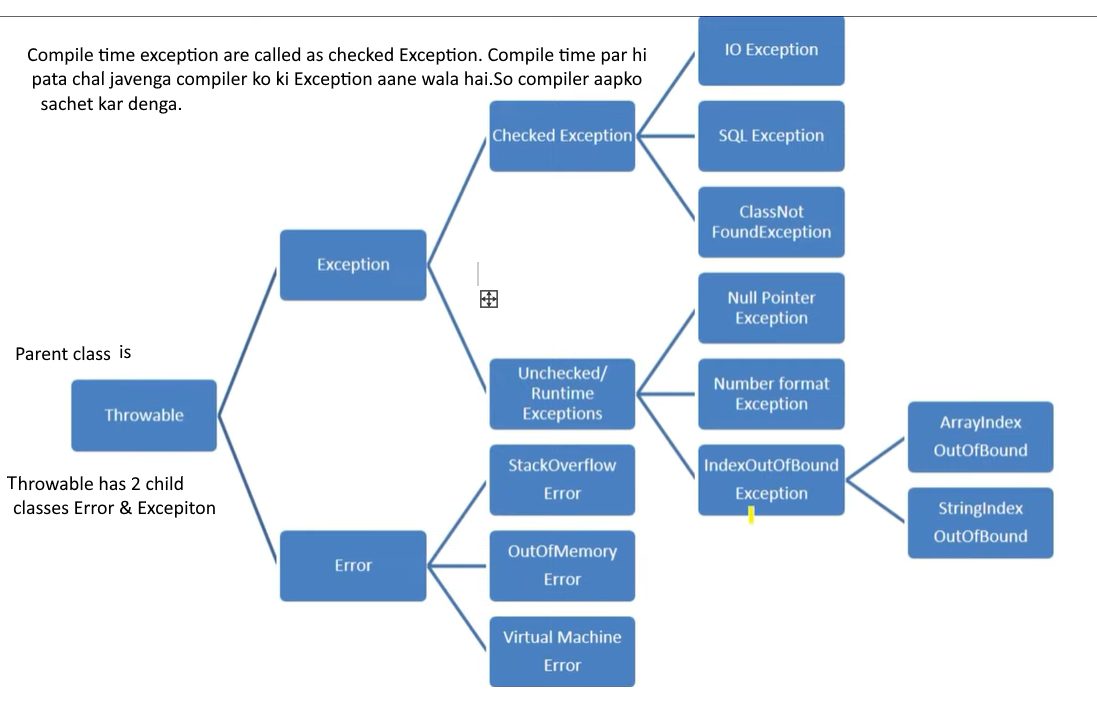 Compile time exception are called as checked Exception. Compile time par hi
pata chal javenga compiler ko ki Exception aane wala hai.So compiler aapko
sachet kar denga.
IO Exception
Checked Exception
SQL Exception
ClassNot
FoundException
Exception
Null Pointer
Exception
Parent class is
Throwable
Unchecked/
Runtime
Exceptions
Number format
Exception
ArrayIndex
OutOfBound
IndexOutOfBound
Exception
StringIndex
OutOfBound
Throwable has 2 child
classes Error & Excepiton
StackOverflow
Error
Error
OutOfMemory
Error
Virtual Machine
Error